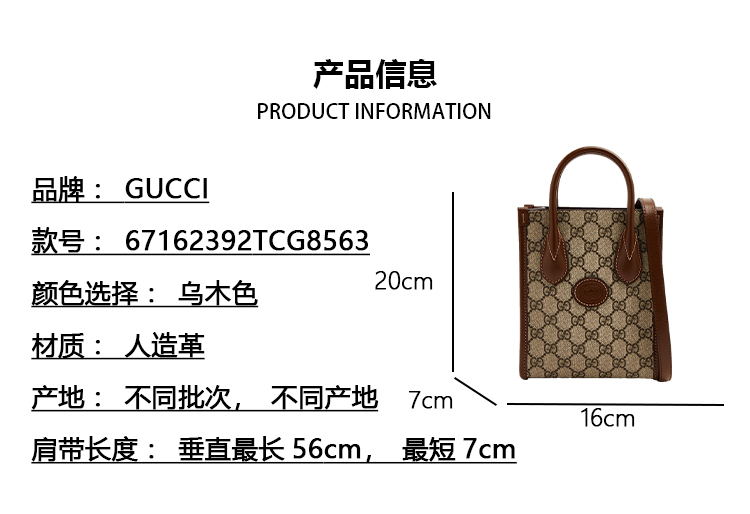 产品信息
PRODUCT INFORMATION
品牌： GUCCI
款号： 67162392TCG8563
颜色选择： 乌木色
材质： 人造革
产地： 不同批次， 不同产地
肩带长度： 垂直最长 56cm， 最短 7cm
20cm
7cm
16cm